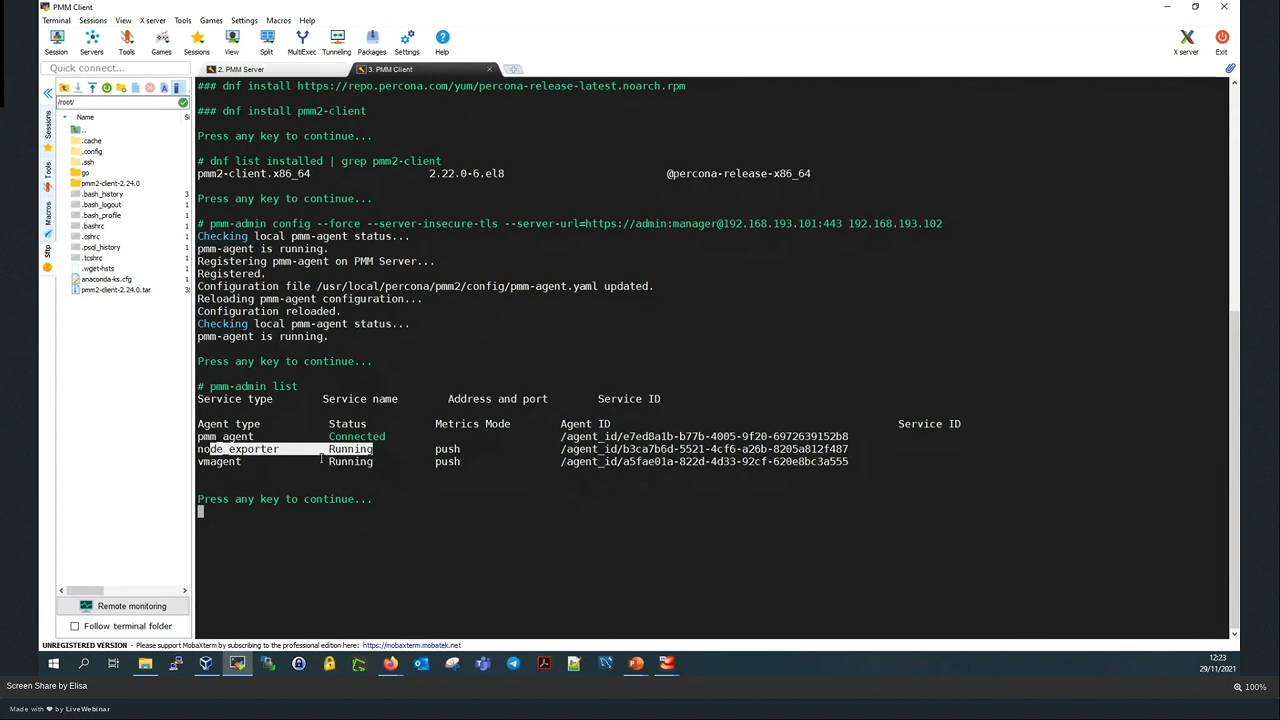 PMM Client
Terminal Sessions View X server Tools Games Settings Macros Help
Session Servers Tools Games Sessions View Split MultiExec Tunneling Packages Settings Help X server Exit
Quick connect...
2. PMM Server
3. PMM Client
/root/
Name
..
.cache
.config
.ssh
go
pmm2-client-2.24.0
.bash_history
.bash_logout
.bash_profile
.bashrc
.cshrc
.psql_history
.tcshrc
.wget-hsts
anaconda-ks.cfg
pmm2-client-2.24.0.tar
Sessions
Tools
Macros
Sftp
Remote monitoring
Follow terminal folder
### dnf install https://repo.percona.com/yum/percona-release-latest.noarch.rpm
### dnf install pmm2-client
Press any key to continue...
# dnf list installed | grep pmm2-client
pmm2-client.x86_64 2.22.0-6.el8 @percona-release-x86_64
Press any key to continue...
# pmm-admin config --force --server-insecure-tls --server-url=https://admin:manager@192.168.193.101:443 192.168.193.102
Checking local pmm-agent status...
pmm-agent is running.
Registering pmm-agent on PMM Server...
Registered.
Configuration file /usr/local/percona/pmm2/config/pmm-agent.yaml updated.
Reloading pmm-agent configuration...
Configuration reloaded.
Checking local pmm-agent status...
pmm-agent is running.
Press any key to continue...
# pmm-admin list
Service type Service name Address and port Service ID
Agent type Status Metrics Mode Agent ID Service ID
pmm_agent Connected /agent_id/e7ed8a1b-b77b-4005-9f20-6972639152b8
node_exporter Running push /agent_id/b3ca7b6d-5521-4cf6-a26b-8205a812f487
vmagent Running push /agent_id/a5fae01a-822d-4d33-92cf-620e8bc3a555
Press any key to continue...
UNREGISTERED VERSION - Please support MobaXterm by subscribing to the professional edition here: https://mobaxterm.mobatek.net
12:23
29/11/2021
Screen Share by Elisa
100%
Made with ❤ by LiveWebinar